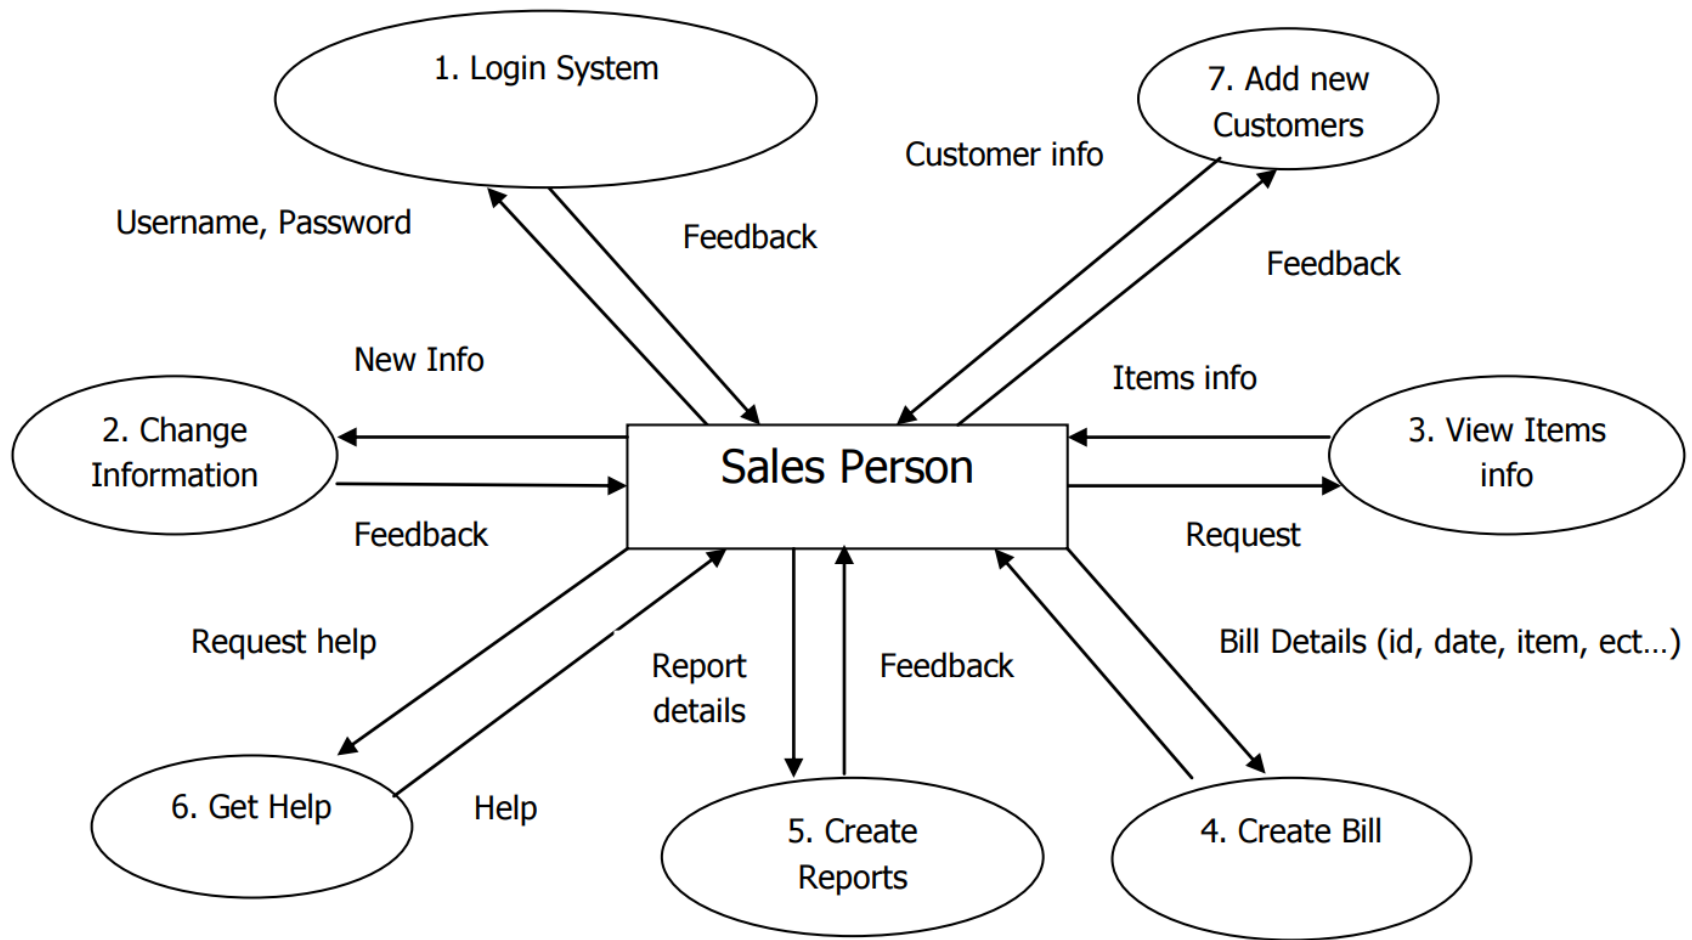 1. Login System
7. Add new
Customers
Customer info
Username, Password
Feedback
Feedback
New Info
Items info
2. Change
Information
Sales Person
3. View Items
info
Feedback
Request
Request help
Report
details
Feedback
Bill Details (id, date, item, ect...)
6. Get Help
Help
5. Create
Reports
4. Create Bill